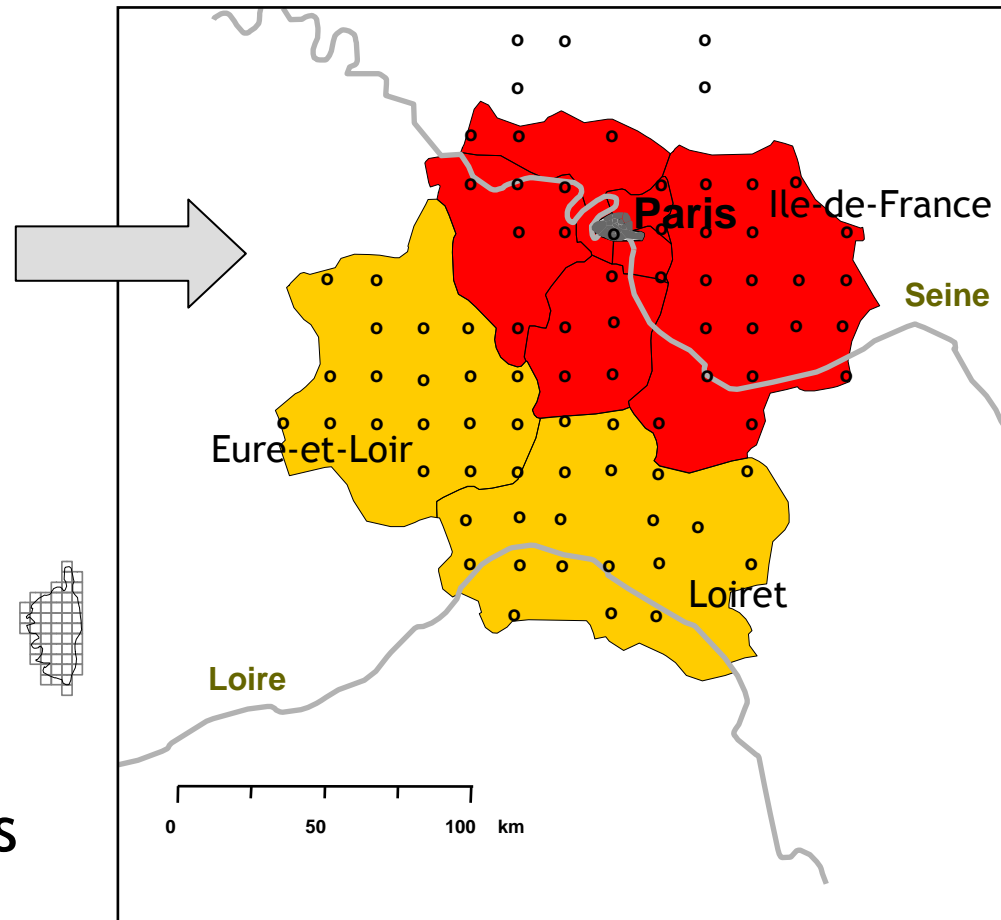 Paris
Ile-de-France
Seine
Eure-et-Loir
Loiret
Loire
0 50 100 km
s